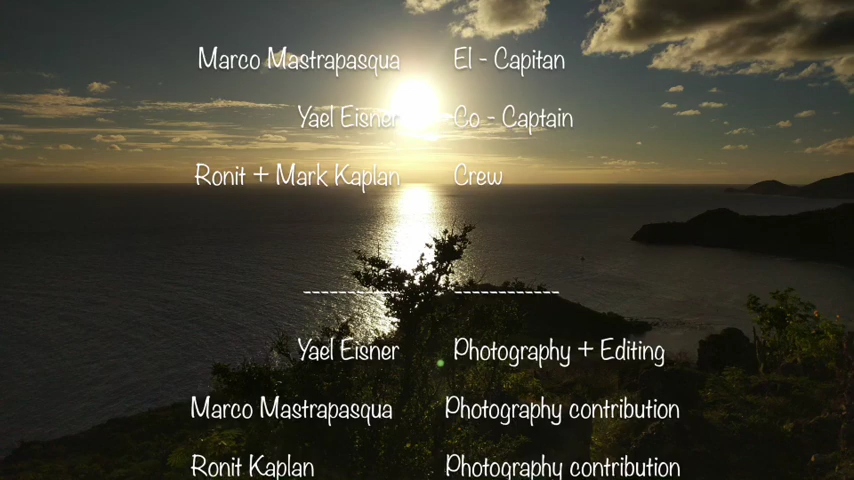 Marco Mastrapasqua El - Capitan
Yael Eisner Co - Captain
Ronit + Mark Kaplan Crew
------------ -------------
Yael Eisner Photography + Editing
Marco Mastrapasqua Photography contribution
Ronit Kaplan Photography contribution